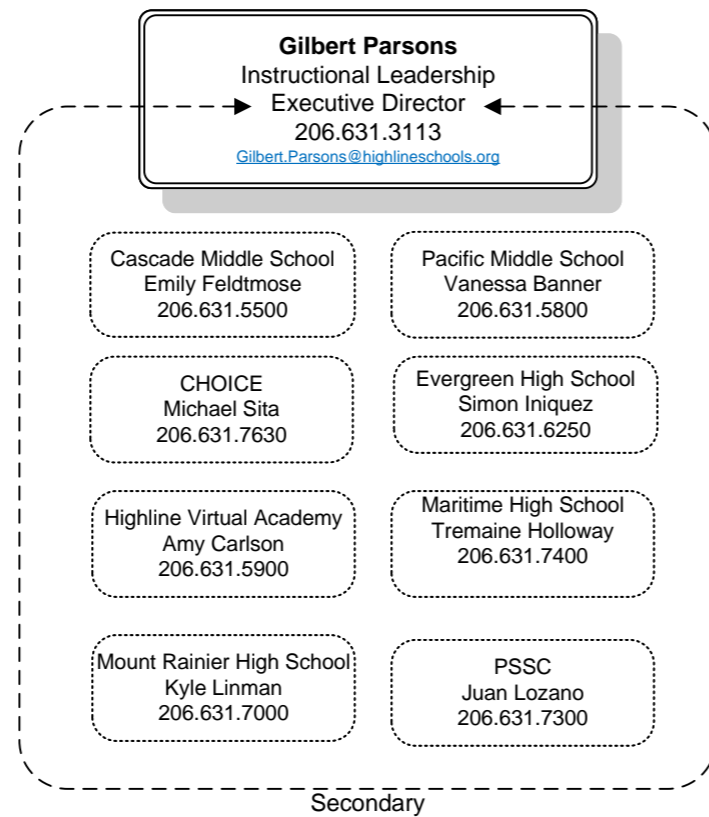 Gilbert Parsons
Instructional Leadership
Executive Director
206.631.3113
Gilbert.Parsons@highlineschools.org
Cascade Middle School
Emily Feldtmose
206.631.5500
Pacific Middle School
Vanessa Banner
206.631.5800
CHOICE
Michael Sita
206.631.7630
Evergreen High School
Simon Iniquez
206.631.6250
Highline Virtual Academy
Amy Carlson
206.631.5900
Maritime High School
Tremaine Holloway
206.631.7400
Mount Rainier High School
Kyle Linman
206.631.7000
PSSC
Juan Lozano
206.631.7300
Secondary